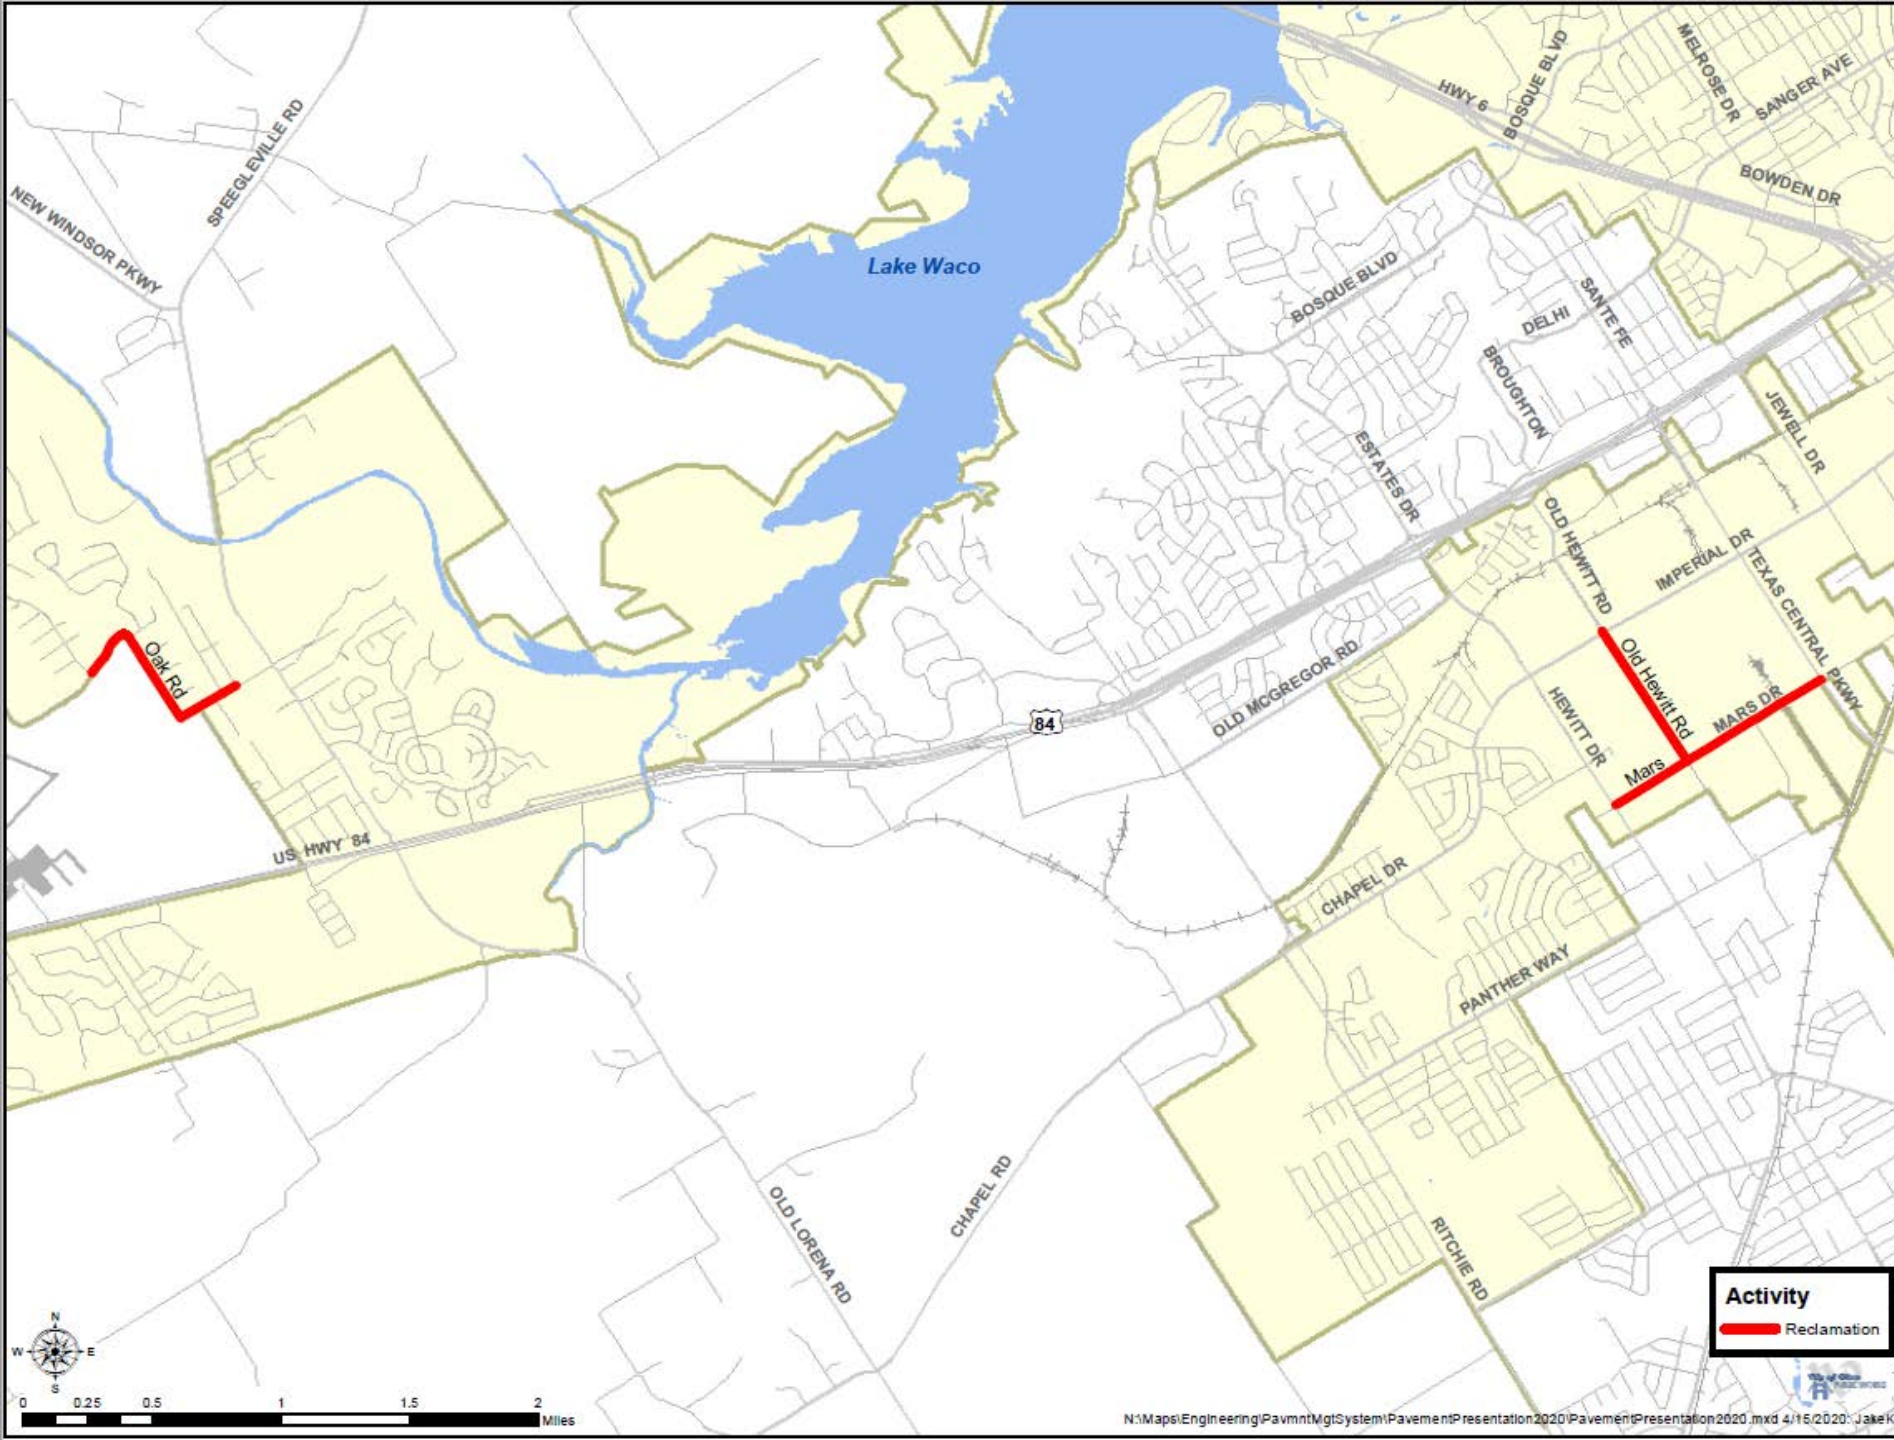 MELROSE DR
BOSQUE BLVD
SANGER AVE
HWY 6
SPEEGLEVILLE RD
BOWDEN DR
NEW WINDSOR PKWY
Lake Waco
BOSQUE BLVD
SANTE FE
DELHI
BROUGHTON
JEWELL DR
ESTATES DR
OLD HEWITT RD
IMPERIAL DR
TEXAS CENTRAL PKWY
Oak Rd
Old Hewitt Rd
OLD MCGREGOR RD
HEWITT DR
MARS DR
84
Mars
US HWY 84
CHAPEL DR
PANTHER WAY
CHAPEL RD
OLD LORENA RD
RITCHIE RD
Activity
Reclamation
N
W E
S
0 0.25 0.5 1 1.5 2
Miles
N:\Maps\Engineering\PavmntMgtSystem\PavementPresentation2020\PavementPresentation2020.mxd 4/15/2020: JakeK